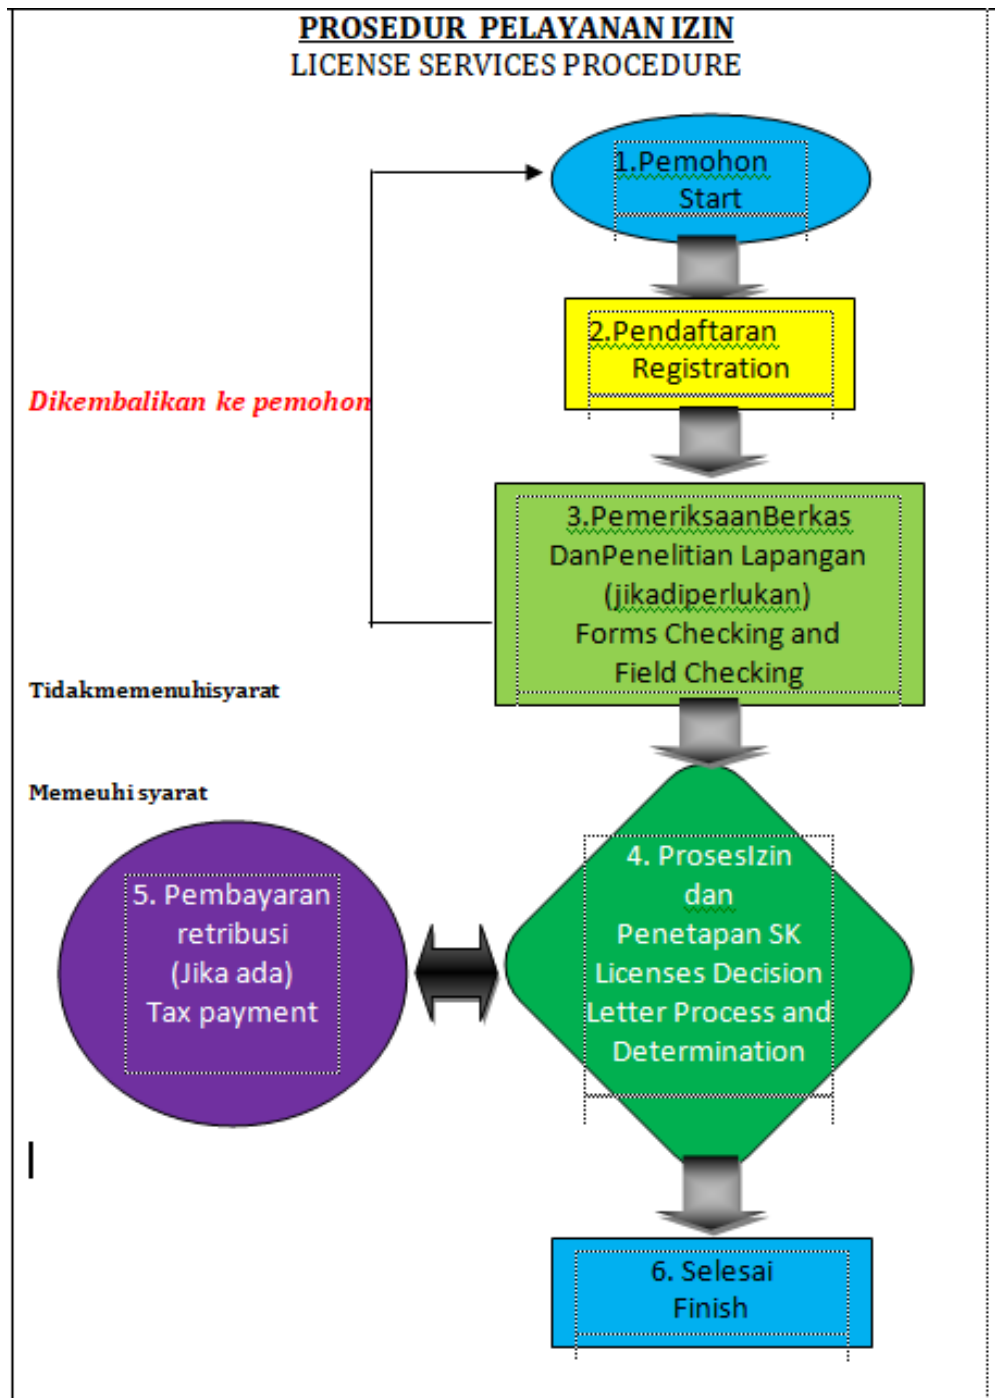 PROSEDUR PELAYANAN IZIN
LICENSE SERVICES PROCEDURE
1.Pemohon
Start
2.Pendaftaran
Registration
Dikembalikan ke pemohon
3.PemeriksaanBerkas
DanPenelitian Lapangan
(jikadiperlukan)
Forms Checking and
Field Checking
Tidakmemenuhisyarat
Memeuhi syarat
4. ProsesIzin
dan
Penetapan SK
Licenses Decision
Letter Process and
Determination
5. Pembayaran
retribusi
(Jika ada)
Tax payment
6. Selesai
Finish